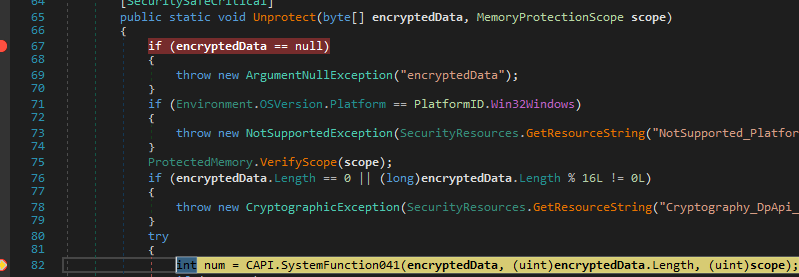 64 [SecuritySafeCritical]
65 public static void Unprotect(byte[] encryptedData, MemoryProtectionScope scope)
66 {
67 if (encryptedData == null)
68 {
69 throw new ArgumentNullException("encryptedData");
70 }
71 if (Environment.OSVersion.Platform == PlatformID.Win32Windows)
72 {
73 throw new NotSupportedException(SecurityResources.GetResourceString("NotSupported_Platfor
74 }
75 ProtectedMemory.VerifyScope(scope);
76 if (encryptedData.Length == 0 || (long)encryptedData.Length % 16L != 0L)
77 {
78 throw new CryptographicException(SecurityResources.GetResourceString("Cryptography_DpApi_
79 }
80 try
81 {
82 int num = CAPI.SystemFunction041(encryptedData, (uint)encryptedData.Length, (uint)scope);